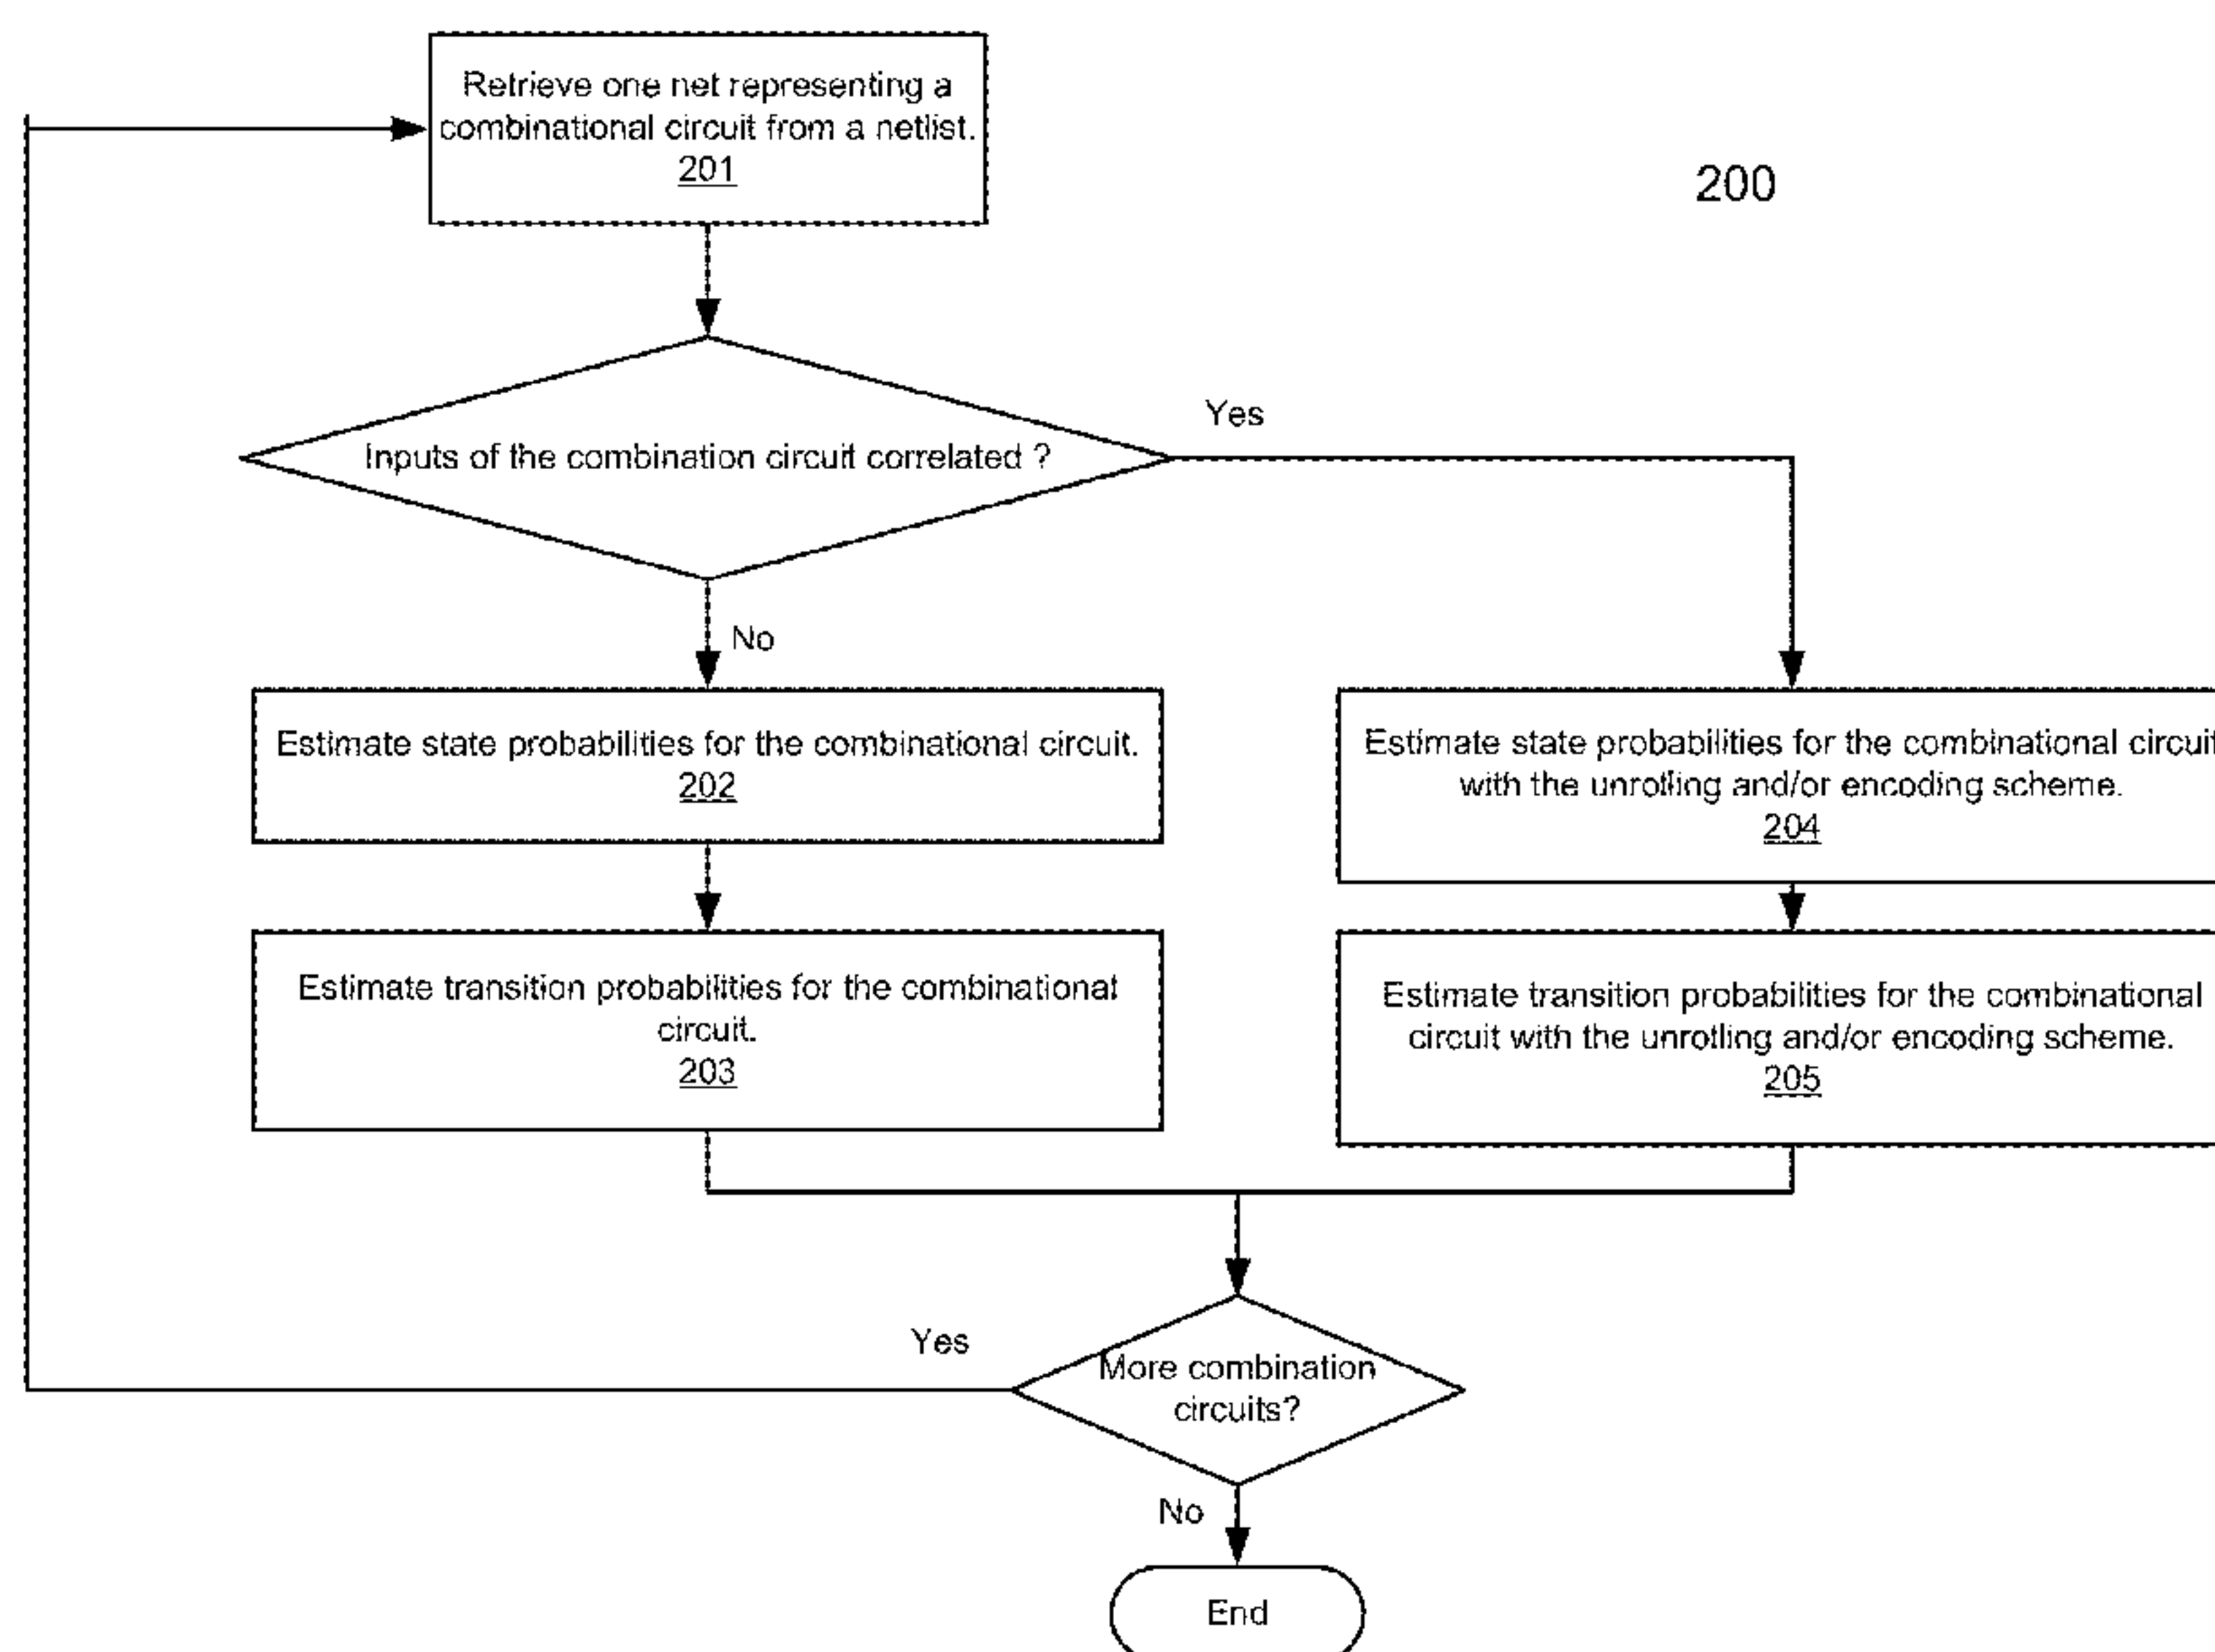 Retrieve one net representing a
combinational circuit from a netlist.
201
200
Inputs of the combination circuit correlated ?
Yes
No
Estimate state probabilities for the combinational circuit.
202
Estimate state probabilities for the combinational circuit
with the unrolling and/or encoding scheme.
204
Estimate transition probabilities for the combinational
circuit.
203
Estimate transition probabilities for the combinational
circuit with the unrolling and/or encoding scheme.
205
Yes
More combination
circuits?
No
End